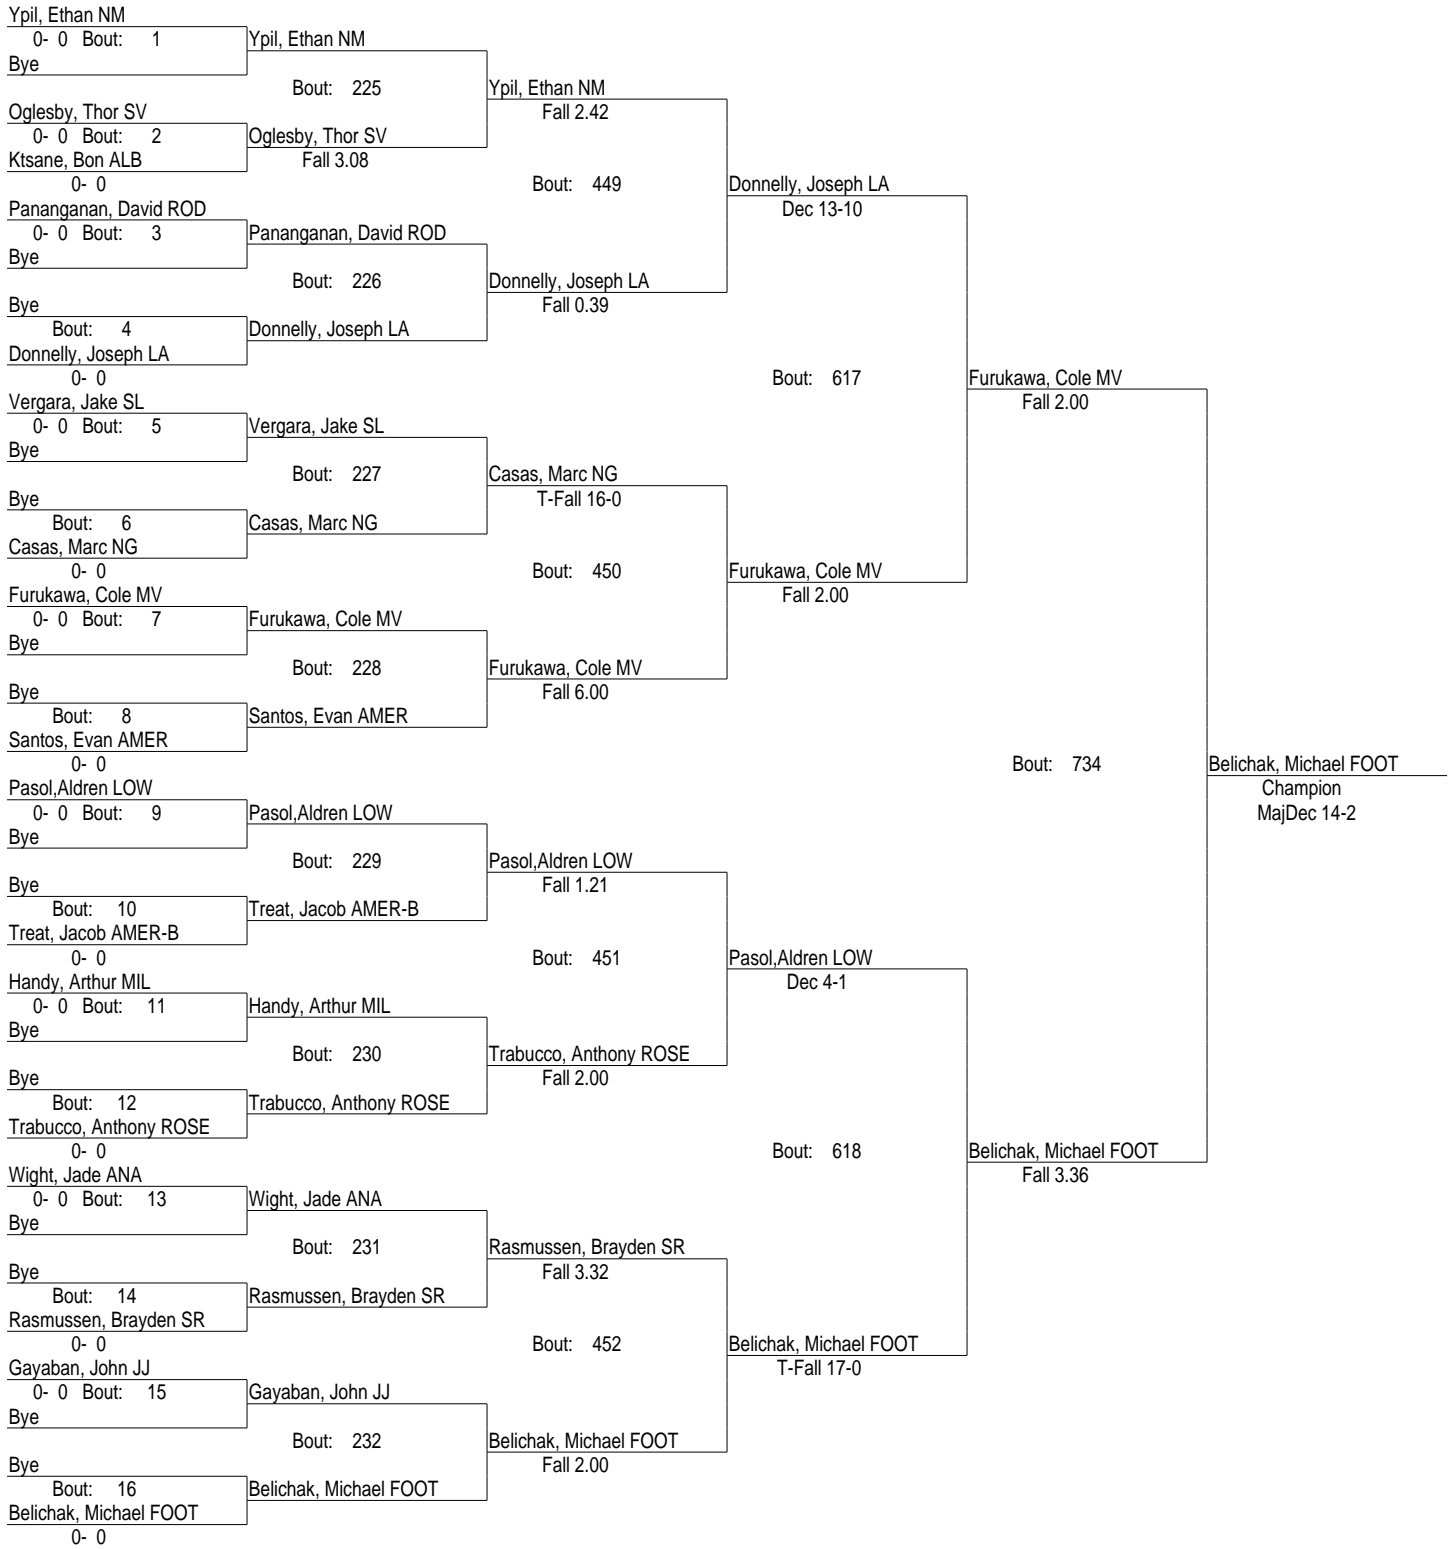 Ypil, Ethan NM
0- 0 Bout: 1
Bye
Ypil, Ethan NM
Bout: 225
Oglesby, Thor SV
0- 0 Bout: 2
Ktsane, Bon ALB
0- 0
Oglesby, Thor SV
Fall 3.08
Ypil, Ethan NM
Fall 2.42
Bout: 449
Pananganan, David ROD
0- 0 Bout: 3
Bye
Pananganan, David ROD
Bout: 226
Bye
Bout: 4
Donnelly, Joseph LA
0- 0
Donnelly, Joseph LA
Donnelly, Joseph LA
Fall 0.39
Donnelly, Joseph LA
Dec 13-10
Bout: 617
Vergara, Jake SL
0- 0 Bout: 5
Bye
Vergara, Jake SL
Bout: 227
Bye
Bout: 6
Casas, Marc NG
0- 0
Casas, Marc NG
Casas, Marc NG
T-Fall 16-0
Bout: 450
Furukawa, Cole MV
0- 0 Bout: 7
Bye
Furukawa, Cole MV
Bout: 228
Bye
Bout: 8
Santos, Evan AMER
0- 0
Santos, Evan AMER
Furukawa, Cole MV
Fall 6.00
Furukawa, Cole MV
Fall 2.00
Furukawa, Cole MV
Fall 2.00
Bout: 734
Pasol,Aldren LOW
0- 0 Bout: 9
Bye
Pasol,Aldren LOW
Bout: 229
Bye
Bout: 10
Treat, Jacob AMER-B
0- 0
Treat, Jacob AMER-B
Pasol,Aldren LOW
Fall 1.21
Bout: 451
Handy, Arthur MIL
0- 0 Bout: 11
Bye
Handy, Arthur MIL
Bout: 230
Bye
Bout: 12
Trabucco, Anthony ROSE
0- 0
Trabucco, Anthony ROSE
Trabucco, Anthony ROSE
Fall 2.00
Pasol,Aldren LOW
Dec 4-1
Bout: 618
Wight, Jade ANA
0- 0 Bout: 13
Bye
Wight, Jade ANA
Bout: 231
Bye
Bout: 14
Rasmussen, Brayden SR
0- 0
Rasmussen, Brayden SR
Rasmussen, Brayden SR
Fall 3.32
Bout: 452
Gayaban, John JJ
0- 0 Bout: 15
Bye
Gayaban, John JJ
Bout: 232
Bye
Bout: 16
Belichak, Michael FOOT
0- 0
Belichak, Michael FOOT
Belichak, Michael FOOT
Fall 2.00
Belichak, Michael FOOT
T-Fall 17-0
Belichak, Michael FOOT
Fall 3.36
Belichak, Michael FOOT
Champion
MajDec 14-2